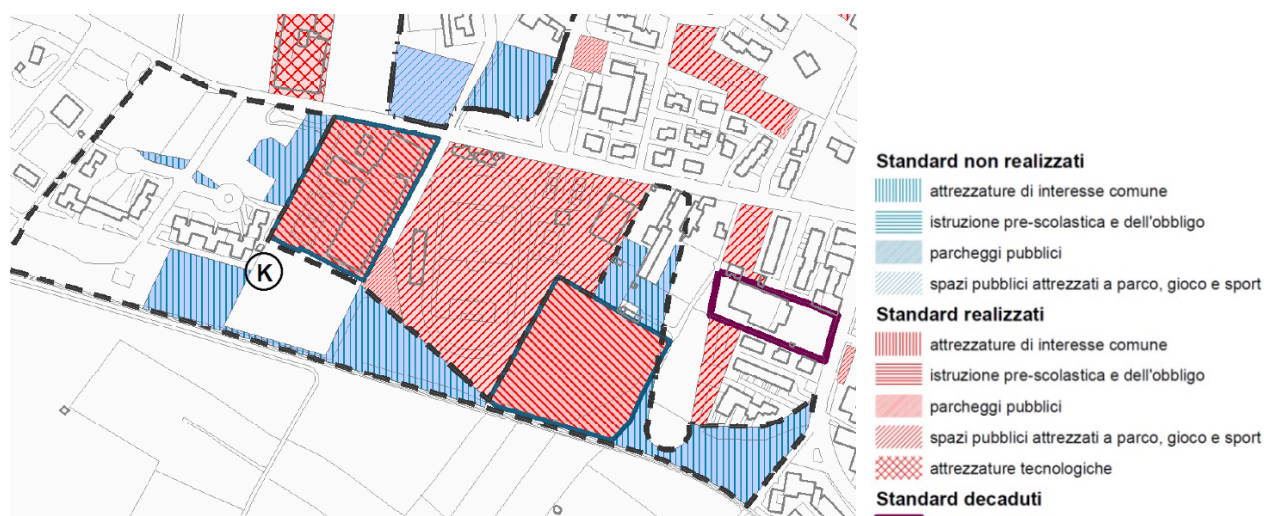 K
Standard non realizzati
attrezzature di interesse comune
istruzione pre-scolastica e dell'obbligo
parcheggi pubblici
spazi pubblici attrezzati a parco, gioco e sport
Standard realizzati
attrezzature di interesse comune
istruzione pre-scolastica e dell'obbligo
parcheggi pubblici
spazi pubblici attrezzati a parco, gioco e sport
attrezzature tecnologiche
Standard decaduti